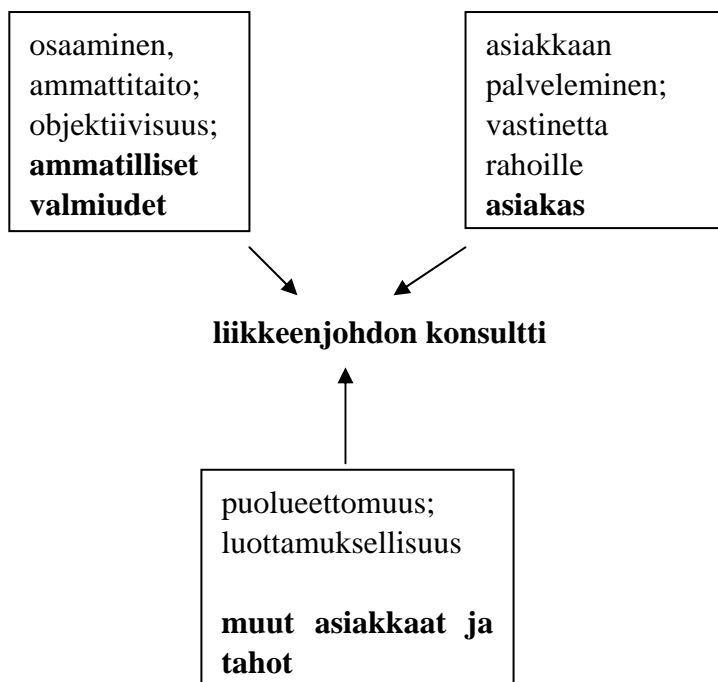 osaaminen,
ammattitaito;
objektiivisuus;
ammatilliset
valmiudet
asiakkaan
palveleminen;
vastinetta
rahoille
asiakas
liikkeenjohdon konsultti
puolueettomuus;
luottamuksellisuus
muut asiakkaat ja
tahot